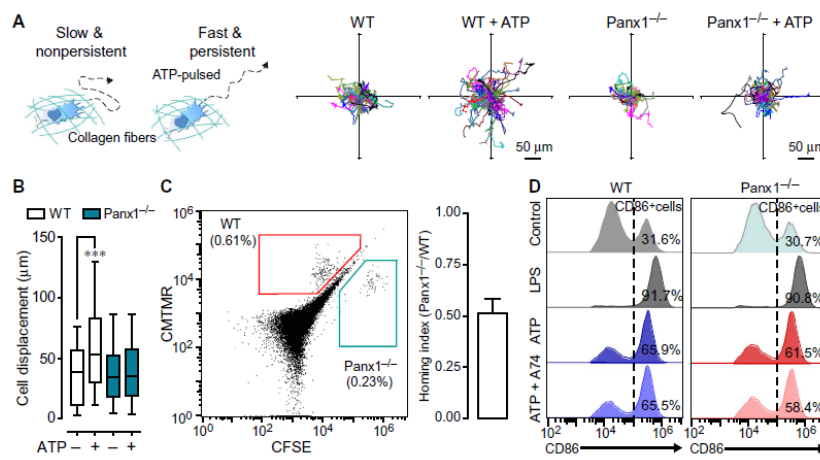 A
Slow &
nonpersistent
Fast &
persistent
ATP-pulsed
Collagen fibers
WT
WT + ATP
Panx1⁻/⁻
Panx1⁻/⁻ + ATP
50 µm
50 µm
B
WT Panx1⁻/⁻
Cell displacement (µm)
150
100
50
0
***
ATP – + – +
C
CMTMR
10⁶
10⁴
10²
10⁰
WT
(0.61%)
Panx1⁻/⁻
(0.23%)
10⁰ 10² 10⁴ 10⁶
CFSE
Homing index (Panx1⁻/⁻/WT)
1.00
0.75
0.50
0.25
0.00
D
WT
Panx1⁻/⁻
Control
CD86+cells
31.6%
CD86+cells
30.7%
LPS
91.7%
90.8%
ATP
65.9%
61.5%
ATP + A74
65.5%
58.4%
10² 10⁴ 10⁶
10² 10⁴ 10⁶
CD86
CD86